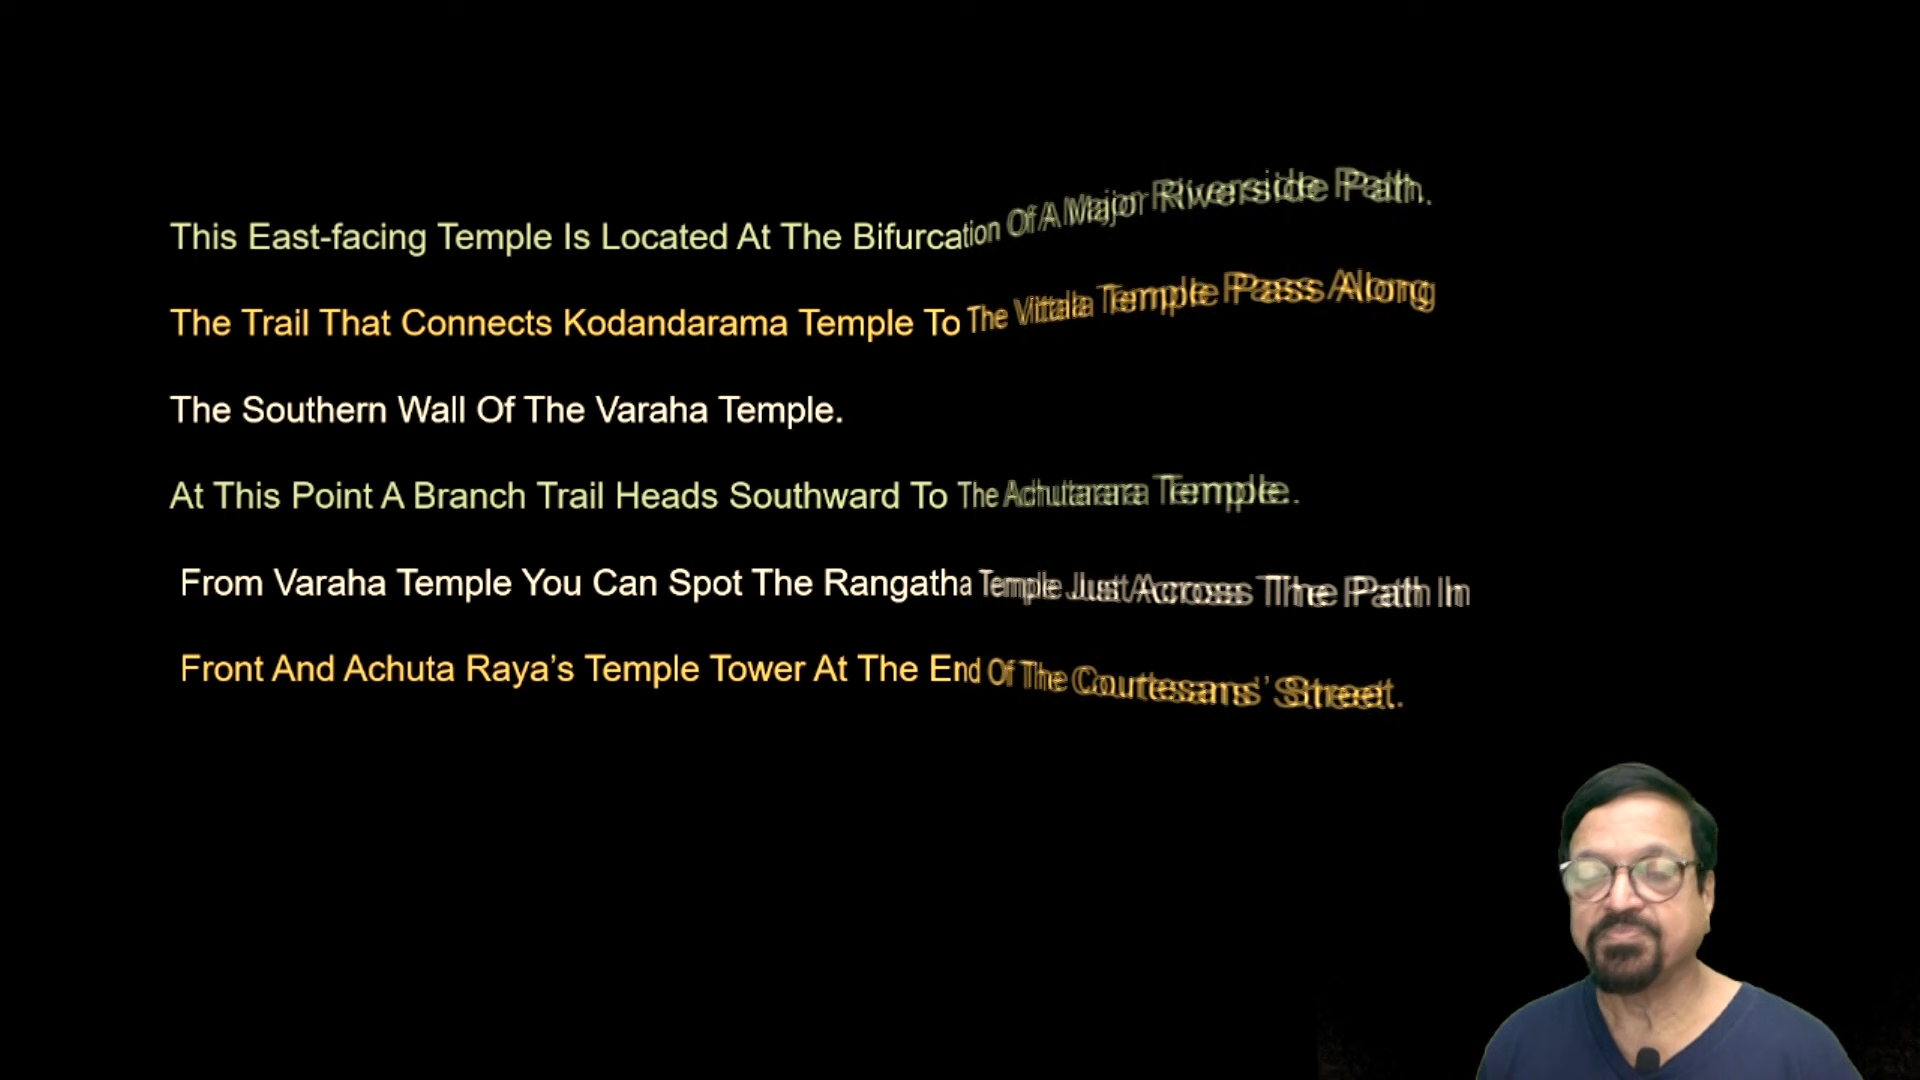 This East-facing Temple Is Located At The Bifurcation Of A Major Riverside Path.
The Trail That Connects Kodandarama Temple To The Vittala Temple Pass Along
The Southern Wall Of The Varaha Temple.
At This Point A Branch Trail Heads Southward To The Temple.
From Varaha Temple You Can Spot The Rangatha Temple Just Across The Path In
Front And Achuta Raya’s Temple Tower At The End Of The Courtesans’ Street.